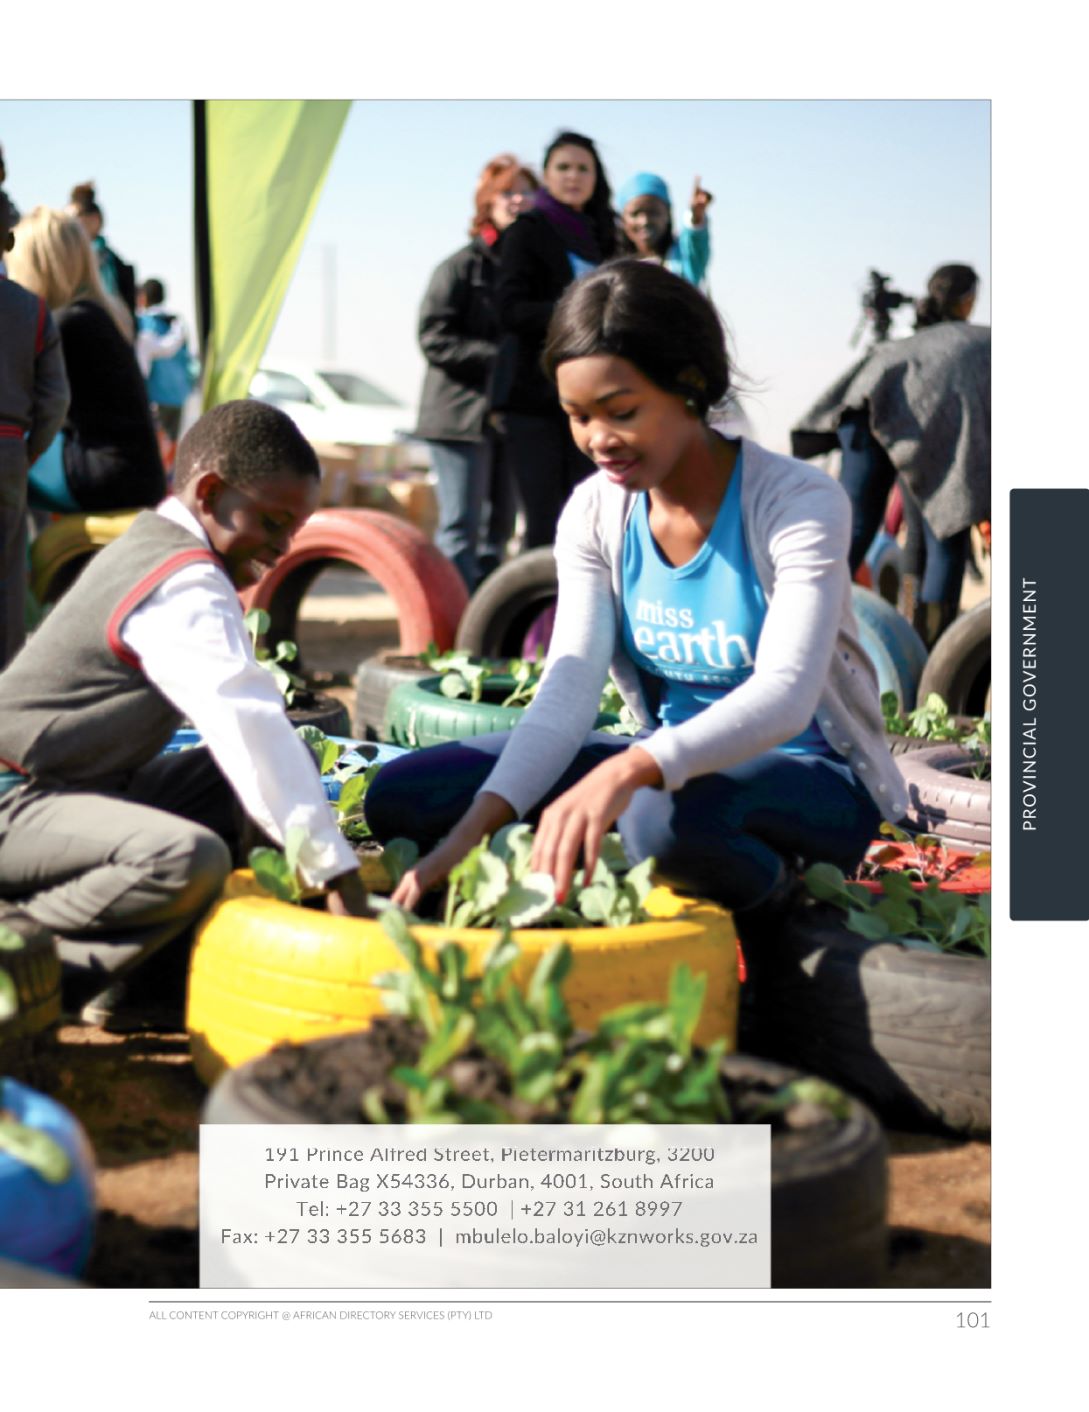 miss
earth
PROVINCIAL GOVERNMENT
191 Prince Alfred Street, Pietermaritzburg, 3200
Private Bag X54336, Durban, 4001, South Africa
Tel: +27 33 355 5500 | +27 31 261 8997
Fax: +27 33 355 5683 | mbulelo.baloyi@kznworks.gov.za
ALL CONTENT COPYRIGHT @ AFRICAN DIRECTORY SERVICES (PTY) LTD
101